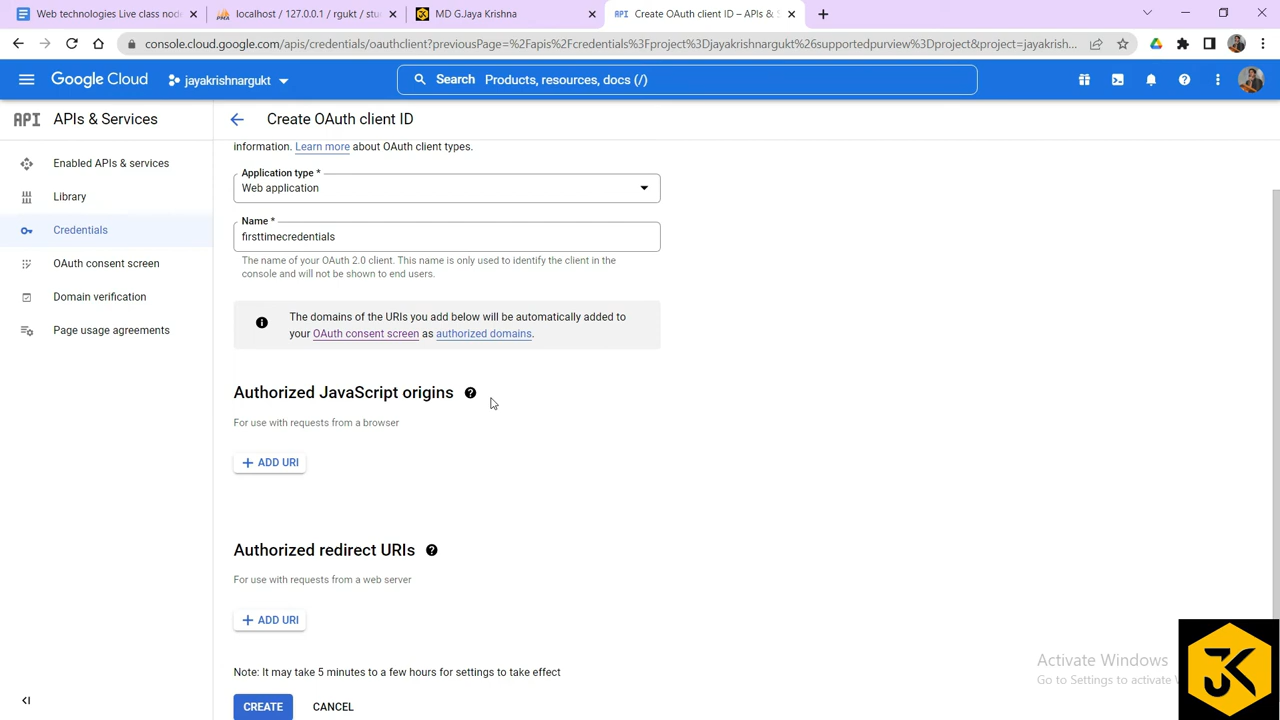 Web technologies Live class node
localhost / 127.0.0.1 / rgukt / stu
MD G.Jaya Krishna
API Create OAuth client ID – APIs & S
console.cloud.google.com/apis/credentials/oauthclient?previousPage=%2Fapis%2Fcredentials%3Fproject%3Djayakrishnargukt%26supportedpurview%3Dproject&project=jayakrish...
Google Cloud
jayakrishnargukt
Search Products, resources, docs (/)
API APIs & Services
Create OAuth client ID
information. Learn more about OAuth client types.
Enabled APIs & services
Library
Credentials
OAuth consent screen
Domain verification
Page usage agreements
Application type *
Web application
Name *
firsttimecredentials
The name of your OAuth 2.0 client. This name is only used to identify the client in the
console and will not be shown to end users.
The domains of the URIs you add below will be automatically added to
your OAuth consent screen as authorized domains.
Authorized JavaScript origins
For use with requests from a browser
+ ADD URI
Authorized redirect URIs
For use with requests from a web server
+ ADD URI
Note: It may take 5 minutes to a few hours for settings to take effect
CREATE CANCEL
Activate Windows
Go to Settings to activate
JK